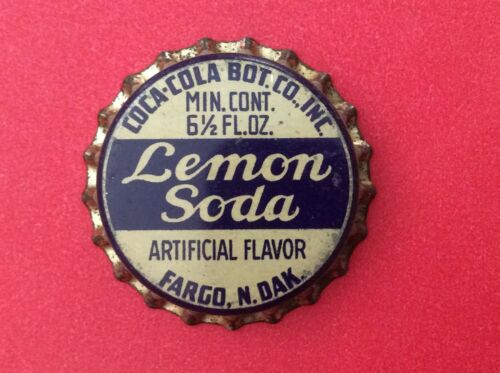 COCA-COLA BOT. CO., INC.
MIN. CONT.
6½ FL. OZ.
Lemon
Soda
ARTIFICIAL FLAVOR
FARGO, N. DAK.